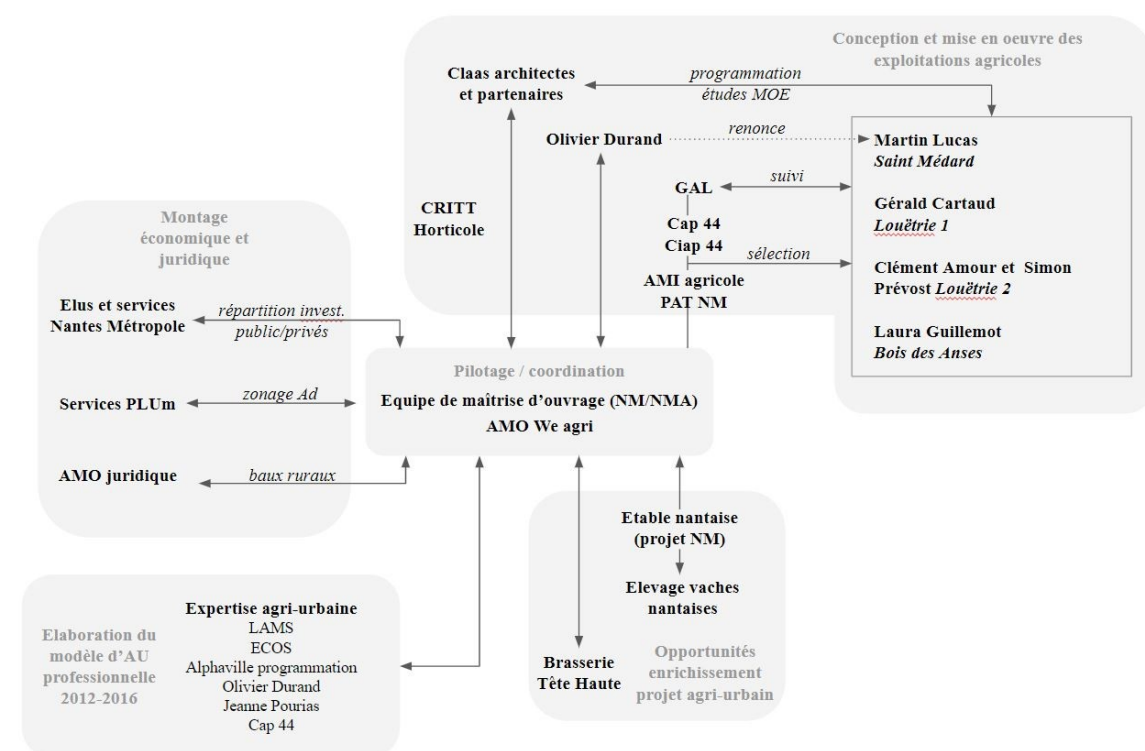 Conception et mise en oeuvre des
exploitations agricoles
Claas architectes
et partenaires
programmation
études MOE
Olivier Durand
renonce
Martin Lucas
Saint Médard
GAL
suivi
CRITT
Horticole
Cap 44
Ciap 44
Gérald Cartaud
Louëtrie 1
sélection
AMI agricole
PAT NM
Clément Amour et Simon
Prévost Louëtrie 2
Laura Guillemot
Bois des Anses
Montage
économique et
juridique
Elus et services
Nantes Métropole
répartition invest.
public/privés
Services PLUm
zonage Ad
AMO juridique
baux ruraux
Pilotage / coordination
Equipe de maîtrise d’ouvrage (NM/NMA)
AMO We agri
Etable nantaise
(projet NM)
Elevage vaches
nantaises
Brasserie
Tête Haute
Opportunités
enrichissement
projet agri-urbain
Elaboration du
modèle d’AU
professionnelle
2012-2016
Expertise agri-urbaine
LAMS
ECOS
Alphaville programmation
Olivier Durand
Jeanne Pourias
Cap 44